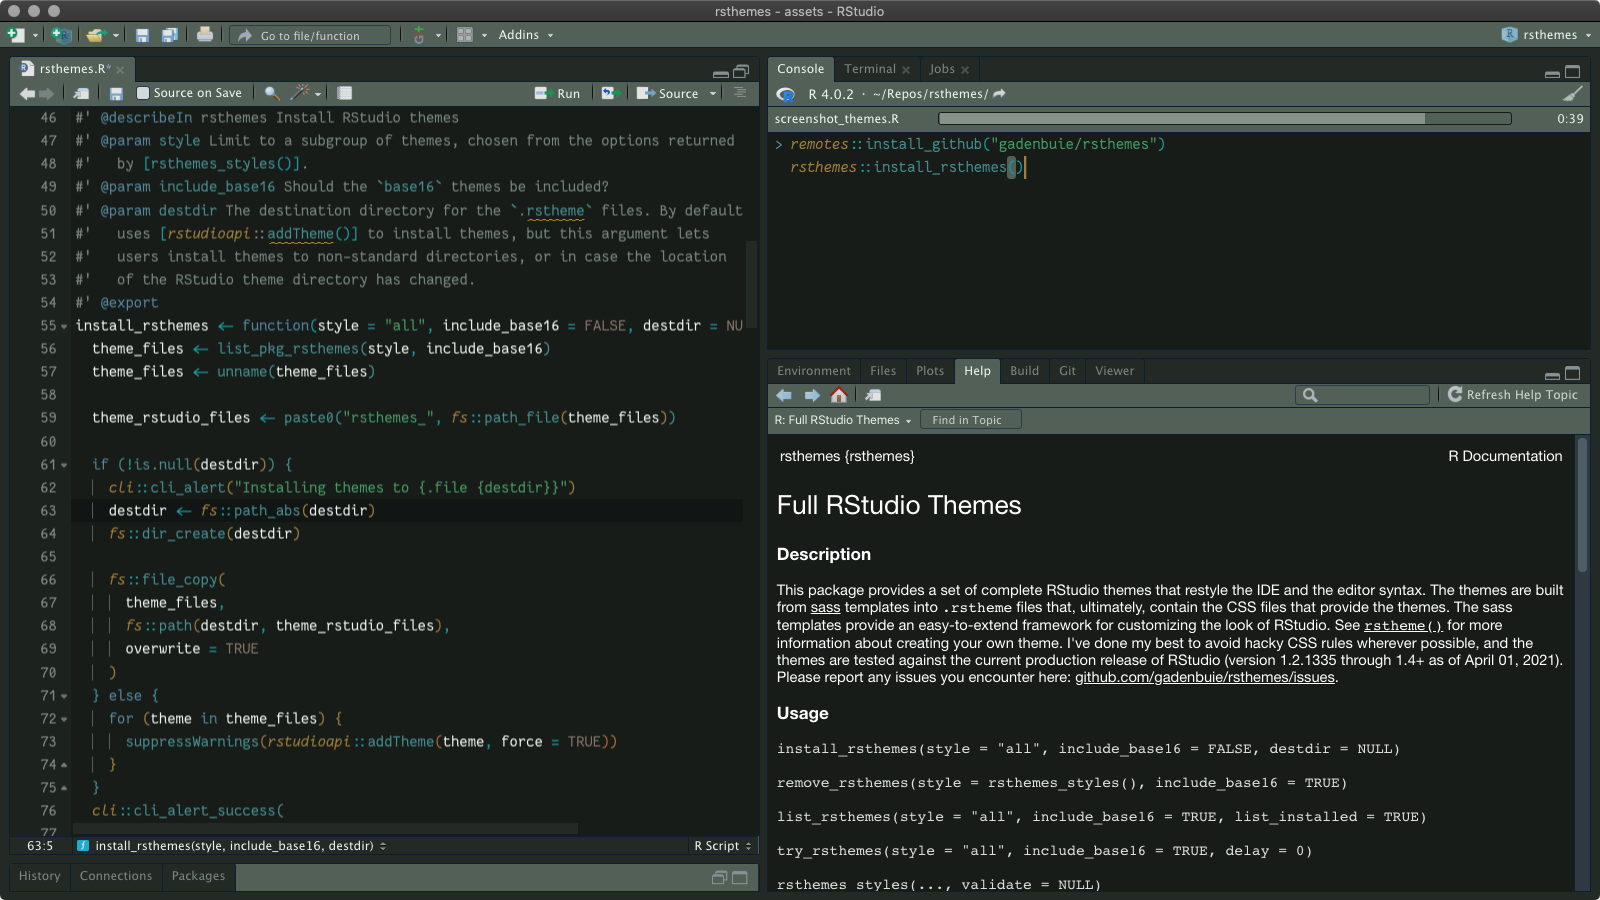 rsthemes - assets - RStudio
Go to file/function
Addins
rsthemes
rsthemes.R*
Source on Save
Run
Source
46 #' @describeIn rsthemes Install RStudio themes
47 #' @param style Limit to a subgroup of themes, chosen from the options returned
48 #'   by [rsthemes_styles()].
49 #' @param include_base16 Should the `base16` themes be included?
50 #' @param destdir The destination directory for the `.rstheme` files. By default
51 #'   uses [rstudioapi::addTheme()] to install themes, but this argument lets
52 #'   users install themes to non-standard directories, or in case the location
53 #'   of the RStudio theme directory has changed.
54 #' @export
55 install_rsthemes <- function(style = "all", include_base16 = FALSE, destdir = NU
56   theme_files <- list_pkg_rsthemes(style, include_base16)
57   theme_files <- unname(theme_files)
58
59   theme_rstudio_files <- paste0("rsthemes_", fs::path_file(theme_files))
60
61   if (!is.null(destdir)) {
62     cli::cli_alert("Installing themes to {.file {destdir}}")
63     destdir <- fs::path_abs(destdir)
64     fs::dir_create(destdir)
65
66     fs::file_copy(
67       theme_files,
68       fs::path(destdir, theme_rstudio_files),
69       overwrite = TRUE
70     )
71   } else {
72     for (theme in theme_files) {
73       suppressWarnings(rstudioapi::addTheme(theme, force = TRUE))
74     }
75   }
76   cli::cli_alert_success(
77
63:5 install_rsthemes(style, include_base16, destdir) R Script
History Connections Packages
Console Terminal Jobs
R 4.0.2 · ~/Repos/rsthemes/
screenshot_themes.R 0:39
> remotes::install_github("gadenbuie/rsthemes")
rsthemes::install_rsthemes()
Environment Files Plots Help Build Git Viewer
Refresh Help Topic
R: Full RStudio Themes Find in Topic
rsthemes {rsthemes} R Documentation
Full RStudio Themes
Description
This package provides a set of complete RStudio themes that restyle the IDE and the editor syntax. The themes are built
from sass templates into .rstheme files that, ultimately, contain the CSS files that provide the themes. The sass
templates provide an easy-to-extend framework for customizing the look of RStudio. See rstheme() for more
information about creating your own theme. I've done my best to avoid hacky CSS rules wherever possible, and the
themes are tested against the current production release of RStudio (version 1.2.1335 through 1.4+ as of April 01, 2021).
Please report any issues you encounter here: github.com/gadenbuie/rsthemes/issues.
Usage
install_rsthemes(style = "all", include_base16 = FALSE, destdir = NULL)
remove_rsthemes(style = rsthemes_styles(), include_base16 = TRUE)
list_rsthemes(style = "all", include_base16 = TRUE, list_installed = TRUE)
try_rsthemes(style = "all", include_base16 = TRUE, delay = 0)
rsthemes_styles(..., validate = NULL)